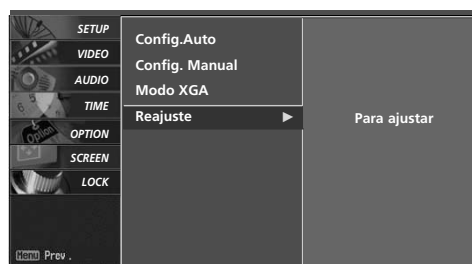 SETUP
VIDEO
AUDIO
TIME
OPTION
SCREEN
LOCK
Menu Prev.
Config.Auto
Config. Manual
Modo XGA
Reajuste ▶
Para ajustar